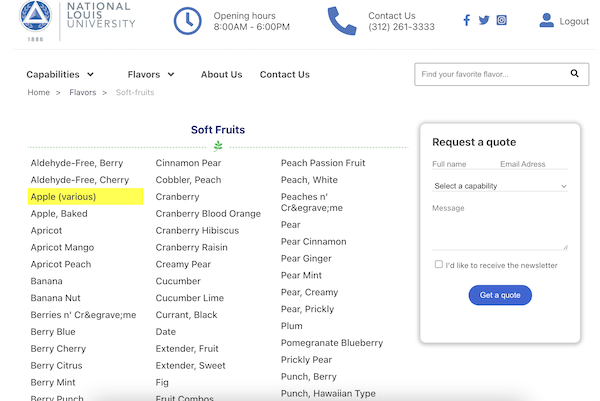 NATIONAL
LOUIS
UNIVERSITY
1886
Opening hours
8:00AM - 6:00PM
Contact Us
(312) 261-3333
Logout
Capabilities
Flavors
About Us
Contact Us
Find your favorite flavor...
Home > Flavors > Soft-fruits
Soft Fruits
Aldehyde-Free, Berry
Aldehyde-Free, Cherry
Apple (various)
Apple, Baked
Apricot
Apricot Mango
Apricot Peach
Banana
Banana Nut
Berries n' Cr&egrave;me
Berry Blue
Berry Cherry
Berry Citrus
Berry Mint
Berry Punch
Cinnamon Pear
Cobbler, Peach
Cranberry
Cranberry Blood Orange
Cranberry Hibiscus
Cranberry Raisin
Creamy Pear
Cucumber
Cucumber Lime
Currant, Black
Date
Extender, Fruit
Extender, Sweet
Fig
Fruit Combos
Peach Passion Fruit
Peach, White
Peaches n'
Cr&egrave;me
Pear
Pear Cinnamon
Pear Ginger
Pear Mint
Pear, Creamy
Pear, Prickly
Plum
Pomegranate Blueberry
Prickly Pear
Punch, Berry
Punch, Hawaiian Type
Request a quote
Full name
Email Adress
Select a capability
Message
I'd like to receive the newsletter
Get a quote